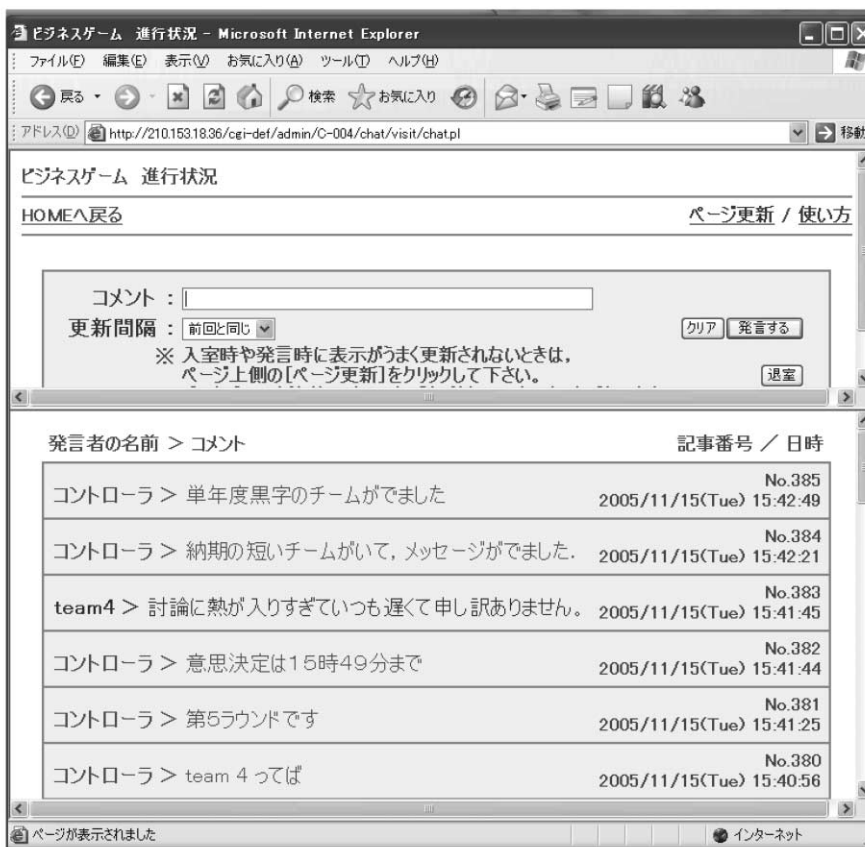 ビジネスゲーム 進行状況 - Microsoft Internet Explorer
ファイル(F) 編集(E) 表示(V) お気に入り(A) ツール(T) ヘルプ(H)
戻る 検索 お気に入り
アドレス(D) http://210.153.18.36/cgi-def/admin/C-004/chat/visit/chat.pl 移動
ビジネスゲーム 進行状況
HOMEへ戻る ページ更新 / 使い方
コメント :
更新間隔 : 前回と同じ クリア 発言する
※ 入室時や発言時に表示がうまく更新されないときは,
ページ上側の[ページ更新]をクリックして下さい。 退室
発言者の名前 > コメント 記事番号 / 日時
No.385
コントローラ > 単年度黒字のチームがでました
2005/11/15(Tue) 15:42:49
No.384
コントローラ > 納期の短いチームがいて, メッセージがでました.
2005/11/15(Tue) 15:42:21
No.383
team4 > 討論に熱が入りすぎていつも遅くて申し訳ありません。
2005/11/15(Tue) 15:41:45
No.382
コントローラ > 意思決定は15時49分まで
2005/11/15(Tue) 15:41:44
No.381
コントローラ > 第5ラウンドです
2005/11/15(Tue) 15:41:25
No.380
コントローラ > team 4 ってば
2005/11/15(Tue) 15:40:56
ページが表示されました インターネット